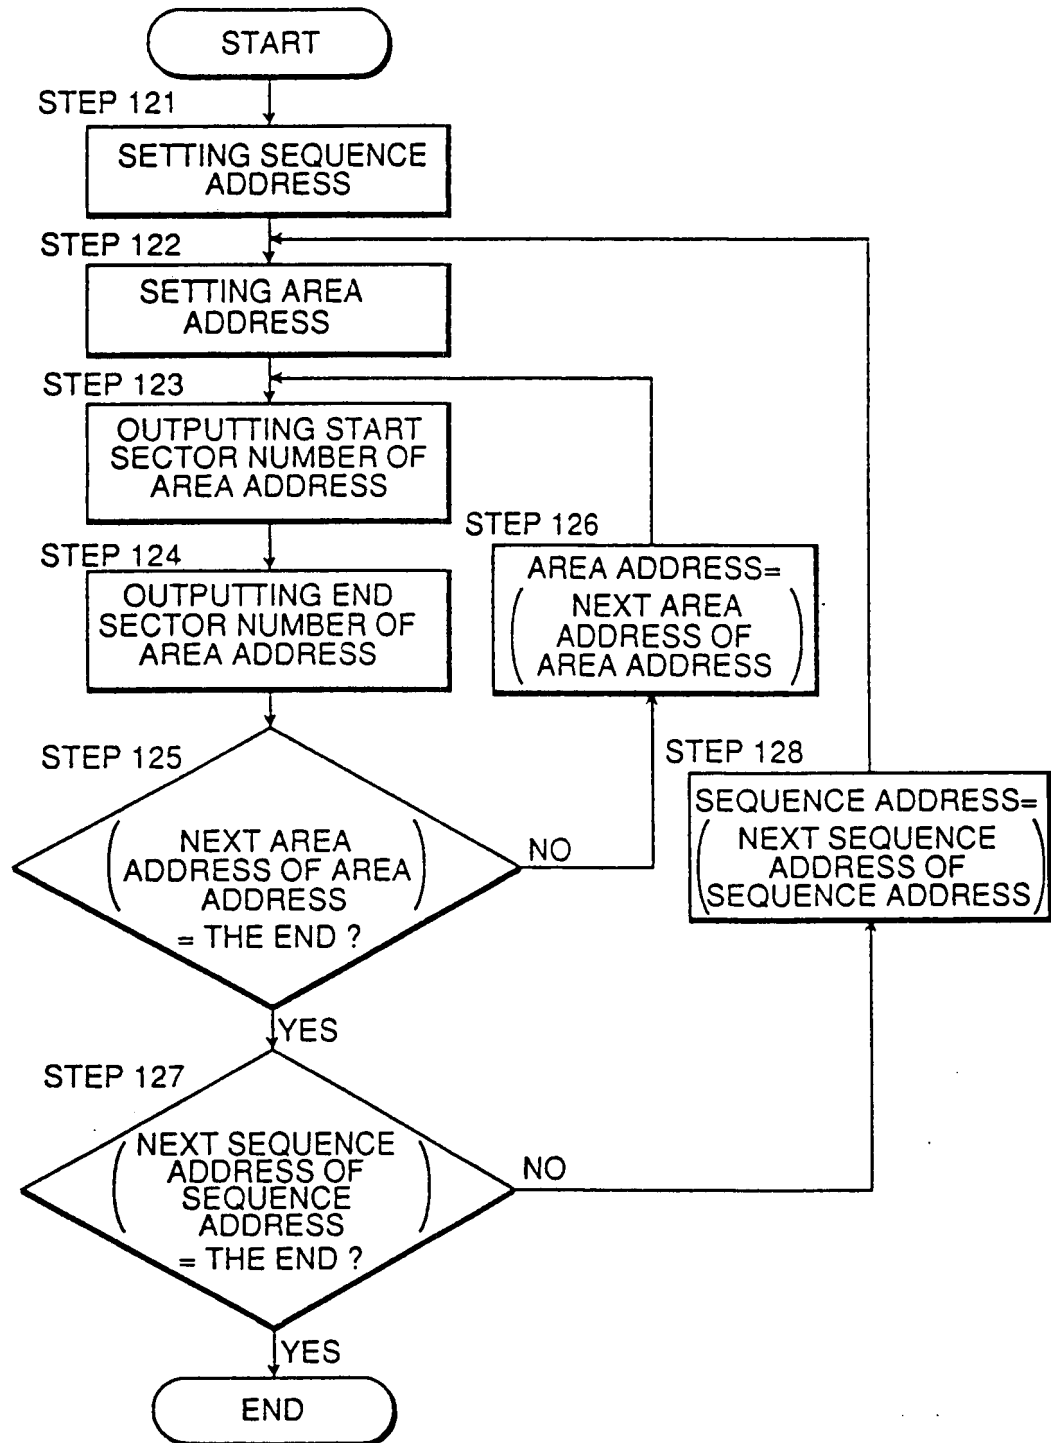 START
STEP 121
SETTING SEQUENCE
ADDRESS
STEP 122
SETTING AREA
ADDRESS
STEP 123
OUTPUTTING START
SECTOR NUMBER OF
AREA ADDRESS
STEP 124
OUTPUTTING END
SECTOR NUMBER OF
AREA ADDRESS
STEP 126
AREA ADDRESS=
(NEXT AREA
ADDRESS OF
AREA ADDRESS)
STEP 125
(NEXT AREA
ADDRESS OF AREA
ADDRESS)
= THE END ?
NO
YES
STEP 128
SEQUENCE ADDRESS=
(NEXT SEQUENCE
ADDRESS OF
SEQUENCE ADDRESS)
STEP 127
(NEXT SEQUENCE
ADDRESS OF
SEQUENCE
ADDRESS)
= THE END ?
NO
YES
END